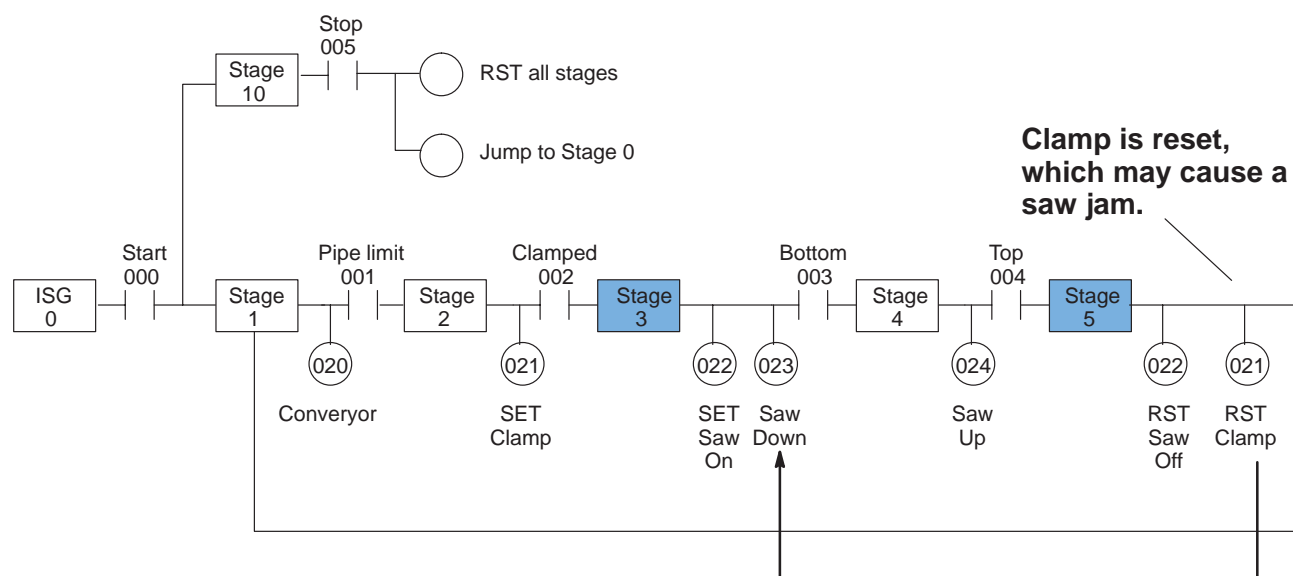 Stop
005
Stage
10
RST all stages
Jump to Stage 0
Clamp is reset,
which may cause a
saw jam.
Start
000
Pipe limit
001
Clamped
002
Bottom
003
Top
004
ISG
0
Stage
1
Stage
2
Stage
3
Stage
4
Stage
5
020
021
022
023
024
022
021
Converyor
SET
Clamp
SET
Saw
On
Saw
Down
Saw
Up
RST
Saw
Off
RST
Clamp